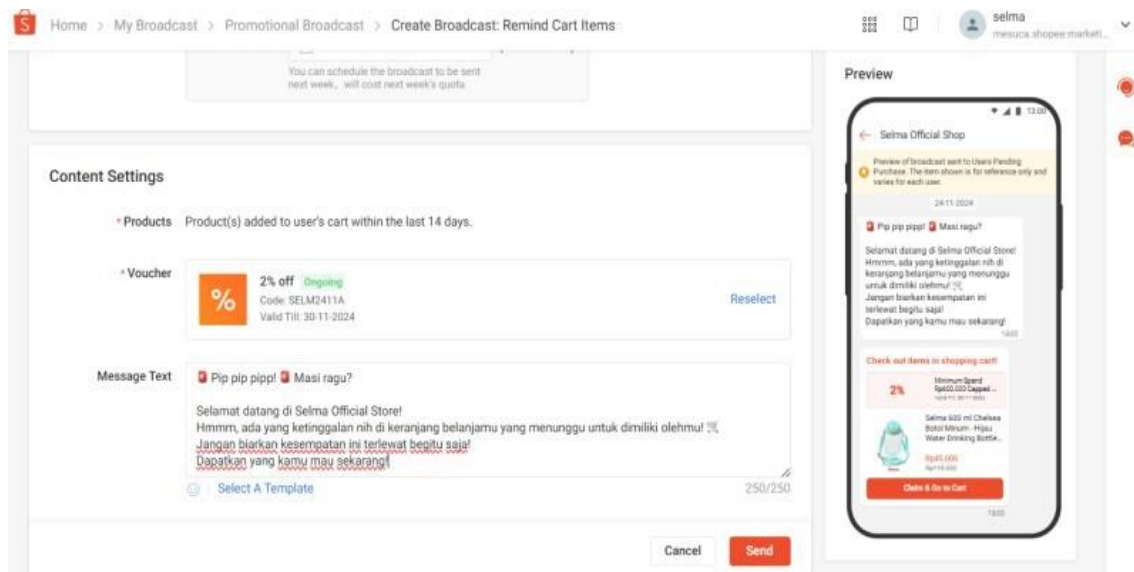 Home > My Broadcast > Promotional Broadcast > Create Broadcast: Remind Cart Items
selma
mesuca.shopee:marketi...
You can schedule the broadcast to be sent
next week, will cost next week's quota
Content Settings
* Products Product(s) added to user's cart within the last 14 days.
* Voucher
%
2% off Ongoing
Code: SELM2411A
Valid Till: 30-11-2024
Reselect
Message Text
🚨 Pip pip pipp! 🚨 Masi ragu?
Selamat datang di Selma Official Store!
Hmmm, ada yang ketinggalan nih di keranjang belanjamu yang menunggu untuk dimiliki olehmu! 🛒
Jangan biarkan kesempatan ini terlewat begitu saja!
Dapatkan yang kamu mau sekarang!
Select A Template
250/250
Cancel
Send
Preview
13:00
Selma Official Shop
Preview of broadcast sent to Users Pending
Purchase. The item shown is for reference only and
varies for each user.
24-11-2024
🚨 Pip pip pipp! 🚨 Masi ragu?
Selamat datang di Selma Official Store!
Hmmm, ada yang ketinggalan nih di
keranjang belanjamu yang menunggu
untuk dimiliki olehmu! 🛒
Jangan biarkan kesempatan ini
terlewat begitu saja!
Dapatkan yang kamu mau sekarang!
Check out items in shopping cart!
2%
Minimum Spend
Capped ...
Selma 600 ml Chelsea
Botol Minum - Hijau
Water Drinking Bottle...
Rp45.000
Claim & Go to Cart